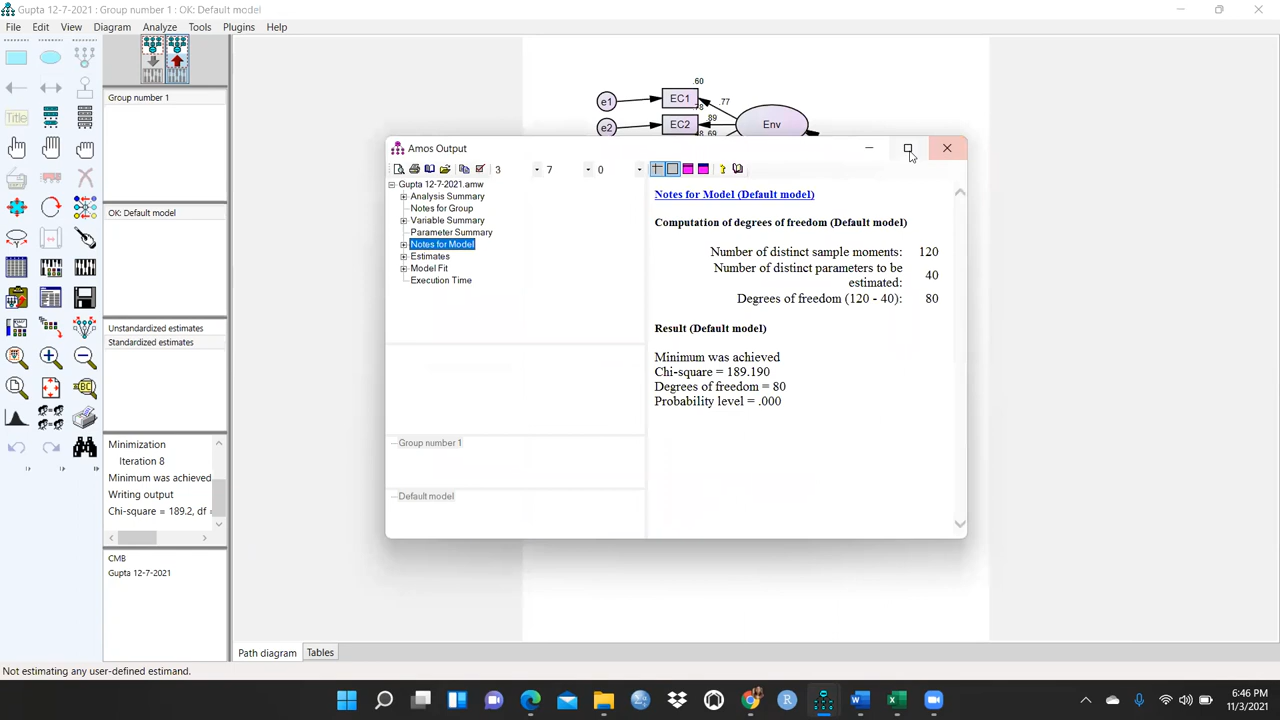 Gupta 12-7-2021 : Group number 1 : OK: Default model
File Edit View Diagram Analyze Tools Plugins Help
Title
Group number 1
OK: Default model
Unstandardized estimates
Standardized estimates
Minimization
Iteration 8
Minimum was achieved
Writing output
Chi-square = 189.2, df =
CMB
Gupta 12-7-2021
.60
e1
EC1
.77
.78
e2
EC2
.89
.69
Env
Amos Output
3
7
0
Gupta 12-7-2021.amw
Analysis Summary
Notes for Group
Variable Summary
Parameter Summary
Notes for Model
Estimates
Model Fit
Execution Time
Group number 1
Default model
Notes for Model (Default model)
Computation of degrees of freedom (Default model)
Number of distinct sample moments: 120
Number of distinct parameters to be
estimated: 40
Degrees of freedom (120 - 40): 80
Result (Default model)
Minimum was achieved
Chi-square = 189.190
Degrees of freedom = 80
Probability level = .000
Path diagram Tables
Not estimating any user-defined estimand.
6:46 PM
11/3/2021